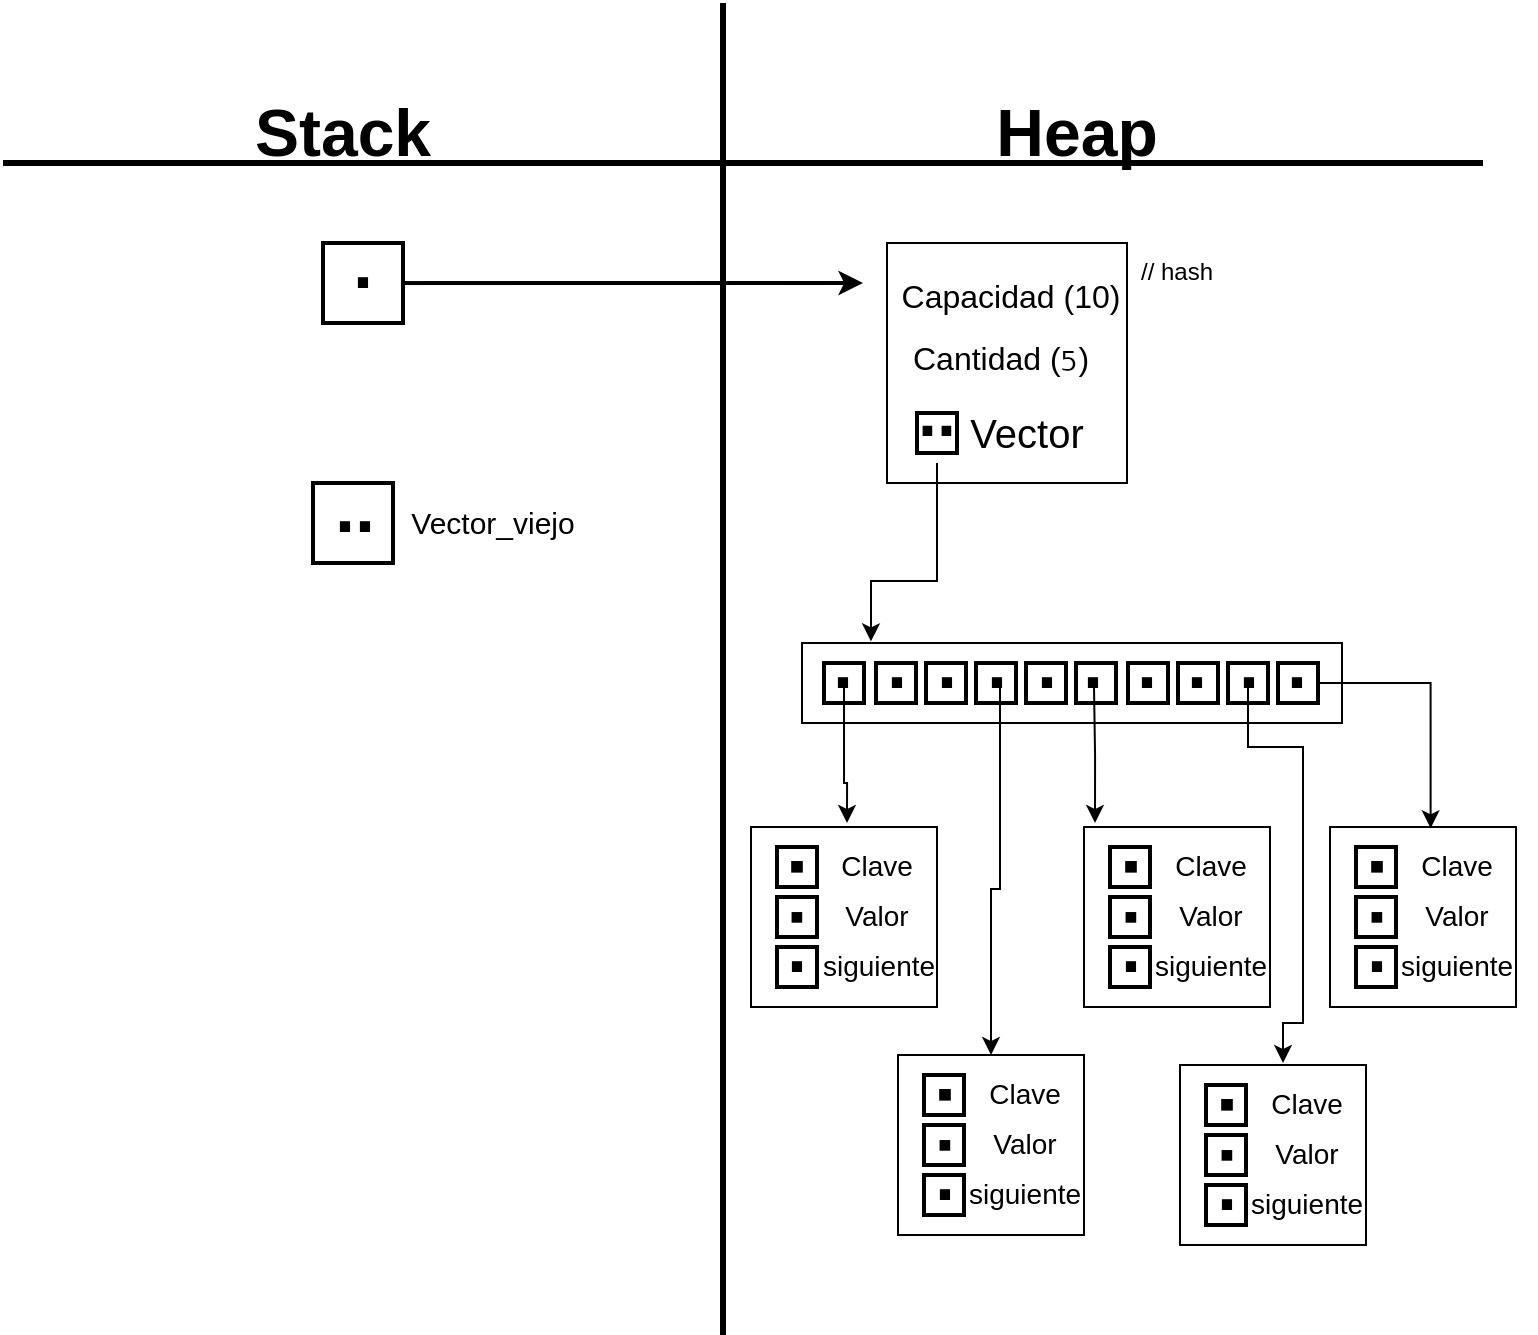 Stack
Heap
// hash
Capacidad (10)
Cantidad (5)
Vector
Vector_viejo
Clave
Valor
siguiente
Clave
Valor
siguiente
Clave
Valor
siguiente
Clave
Valor
siguiente
Clave
Valor
siguiente